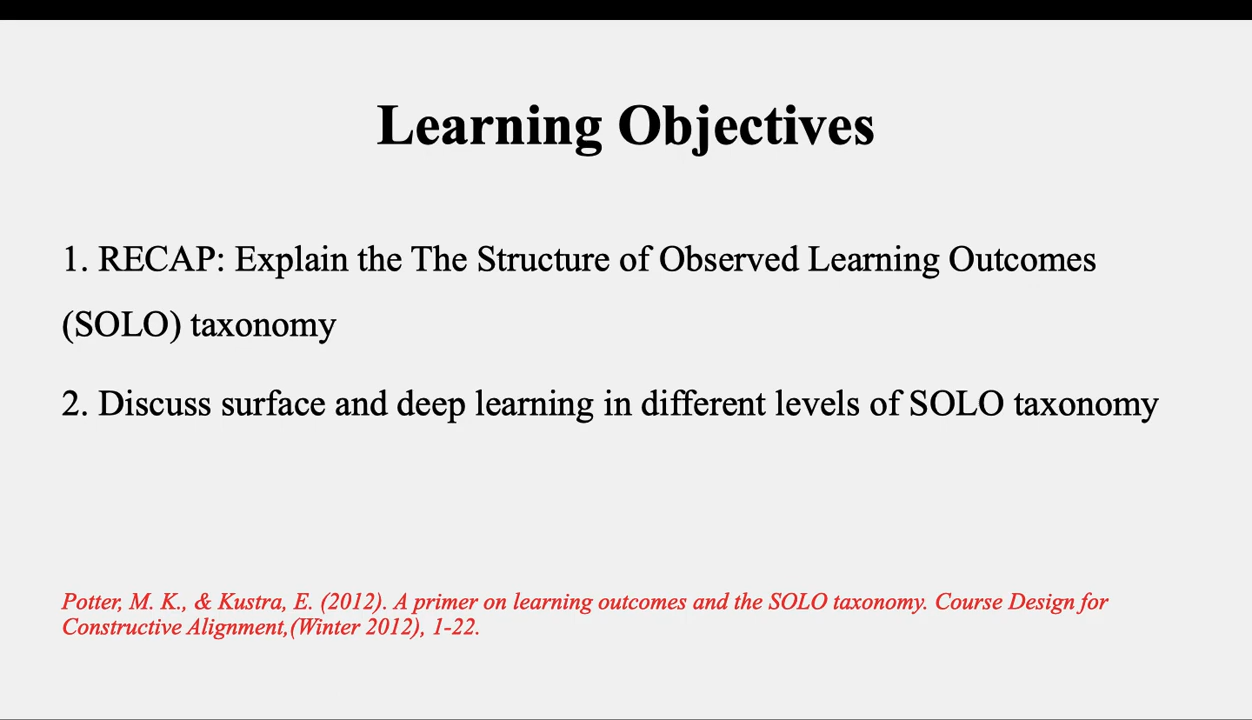 Learning Objectives
1. RECAP: Explain the The Structure of Observed Learning Outcomes
(SOLO) taxonomy
2. Discuss surface and deep learning in different levels of SOLO taxonomy
Potter, M. K., & Kustra, E. (2012). A primer on learning outcomes and the SOLO taxonomy. Course Design for
Constructive Alignment,(Winter 2012), 1-22.